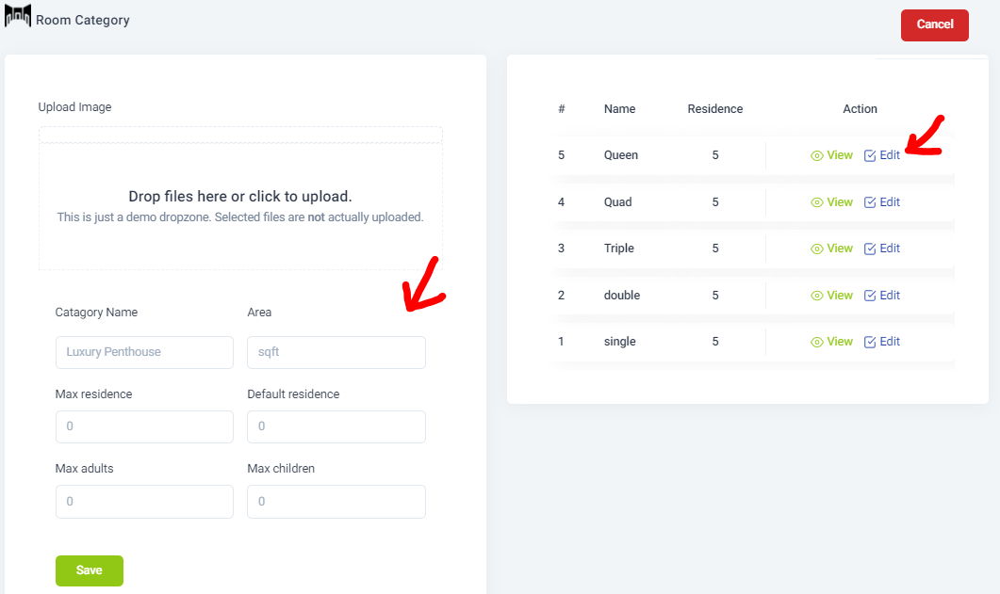 Room Category
Cancel
Upload Image
Drop files here or click to upload.
This is just a demo dropzone. Selected files are not actually uploaded.
Catagory Name Area
Luxury Penthouse sqft
Max residence Default residence
0 0
Max adults Max children
0 0
Save
# Name Residence Action
5 Queen 5 View Edit
4 Quad 5 View Edit
3 Triple 5 View Edit
2 double 5 View Edit
1 single 5 View Edit